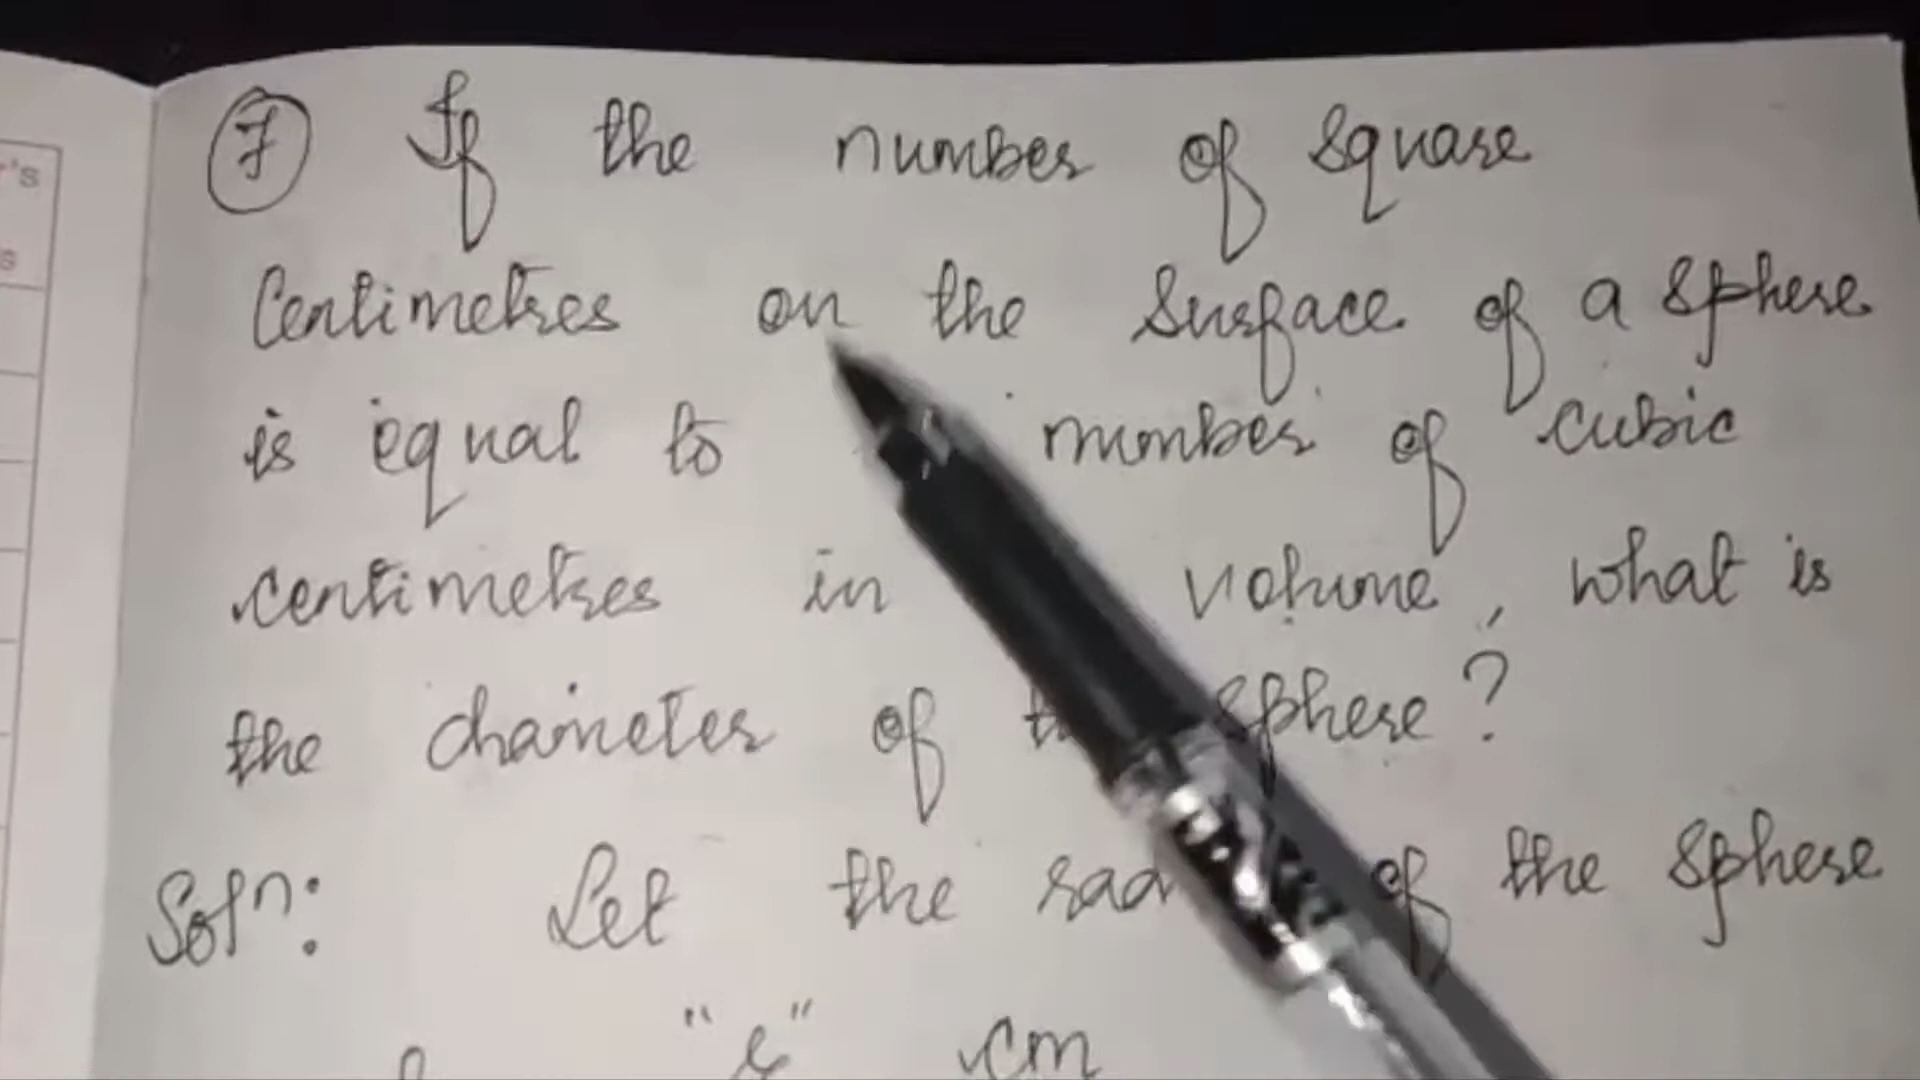 7 If the number of square
Centimetres on the surface of a sphere
is equal to number of cubic
centimetres in volume, what is
the diameter of sphere?
Soln: Let the of the sphere
"r" cm
's
s